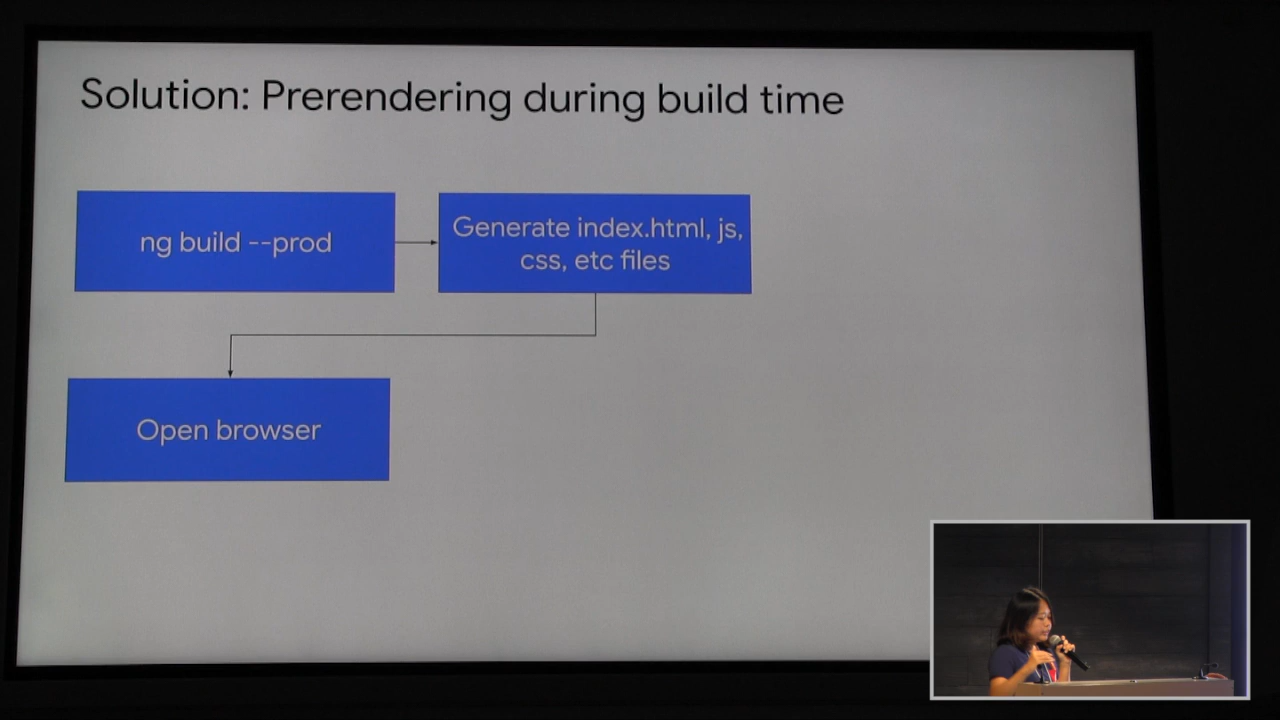 Solution: Prerendering during build time
ng build --prod
Generate index.html, js,
css, etc files
Open browser